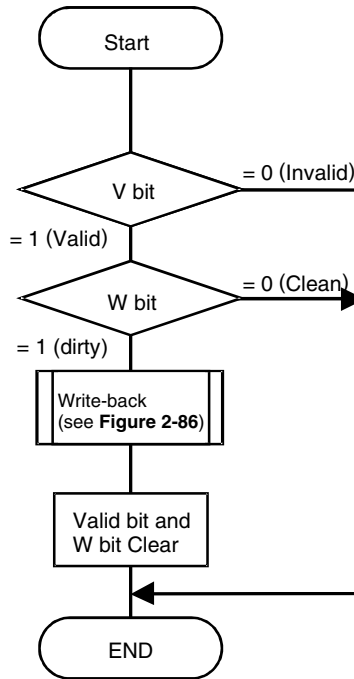 Start
= 0 (Invalid)
V bit
= 1 (Valid)
= 0 (Clean)
W bit
= 1 (dirty)
Write-back
(see Figure 2-86)
Valid bit and
W bit Clear
END